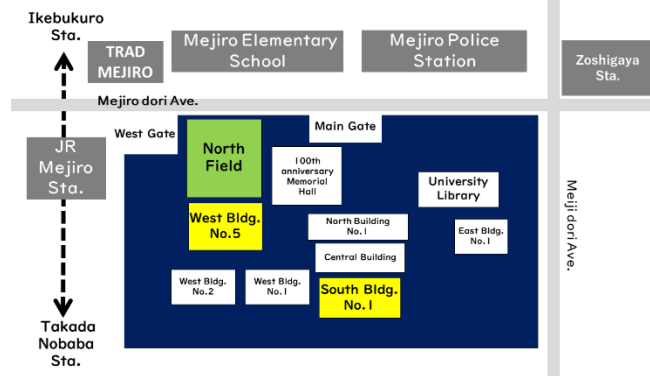 Ikebukuro
Sta.
TRAD
MEJIRO
Mejiro Elementary
School
Mejiro Police
Station
Zoshigaya
Sta.
Mejiro dori Ave.
JR
Mejiro
Sta.
West Gate
North
Field
Main Gate
100th
anniversary
Memorial
Hall
University
Library
West Bldg.
No.5
North Building
No.1
East Bldg.
No.1
Central Building
West Bldg.
No.2
West Bldg.
No.1
South Bldg.
No.1
Meiji dori Ave.
Takada
Nobaba
Sta.